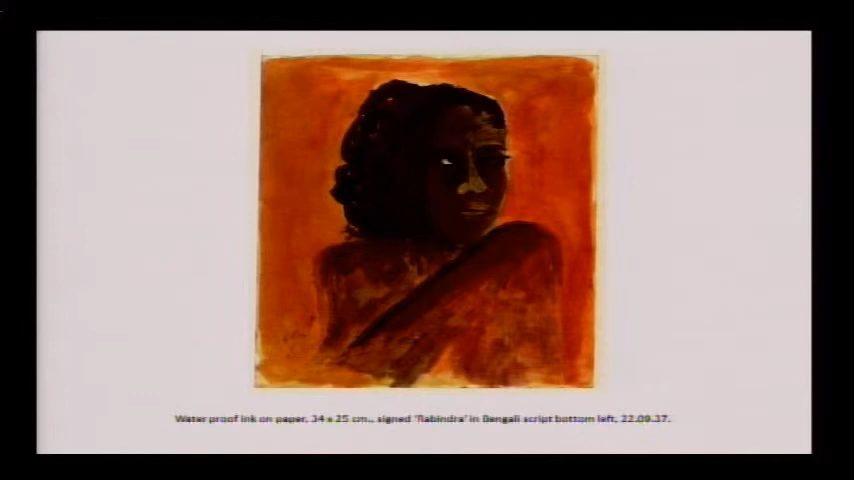 Water proof ink on paper, 34 x 25 cm., signed 'Rabindra' in Bengali script bottom left, 22.09.37.